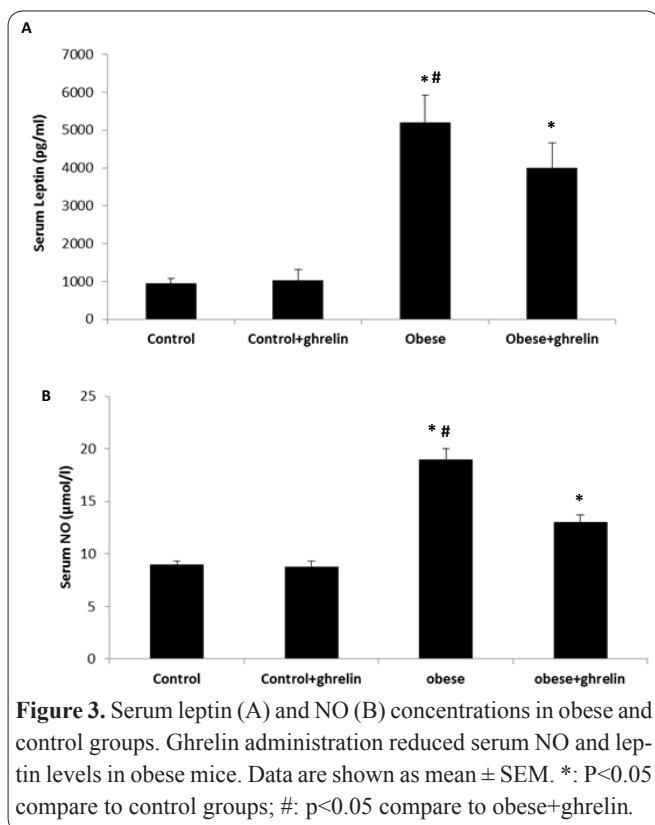 A
7000
6000
5000
4000
3000
2000
1000
0
Serum Leptin (pg/ml)
* #
*
Control Control+ghrelin Obese Obese+ghrelin
B
25
20
15
10
5
0
Serum NO (µmol/l)
* #
*
Control Control+ghrelin obese obese+ghrelin
Figure 3. Serum leptin (A) and NO (B) concentrations in obese and
control groups. Ghrelin administration reduced serum NO and lep-
tin levels in obese mice. Data are shown as mean ± SEM. *: P<0.05
compare to control groups; #: p<0.05 compare to obese+ghrelin.